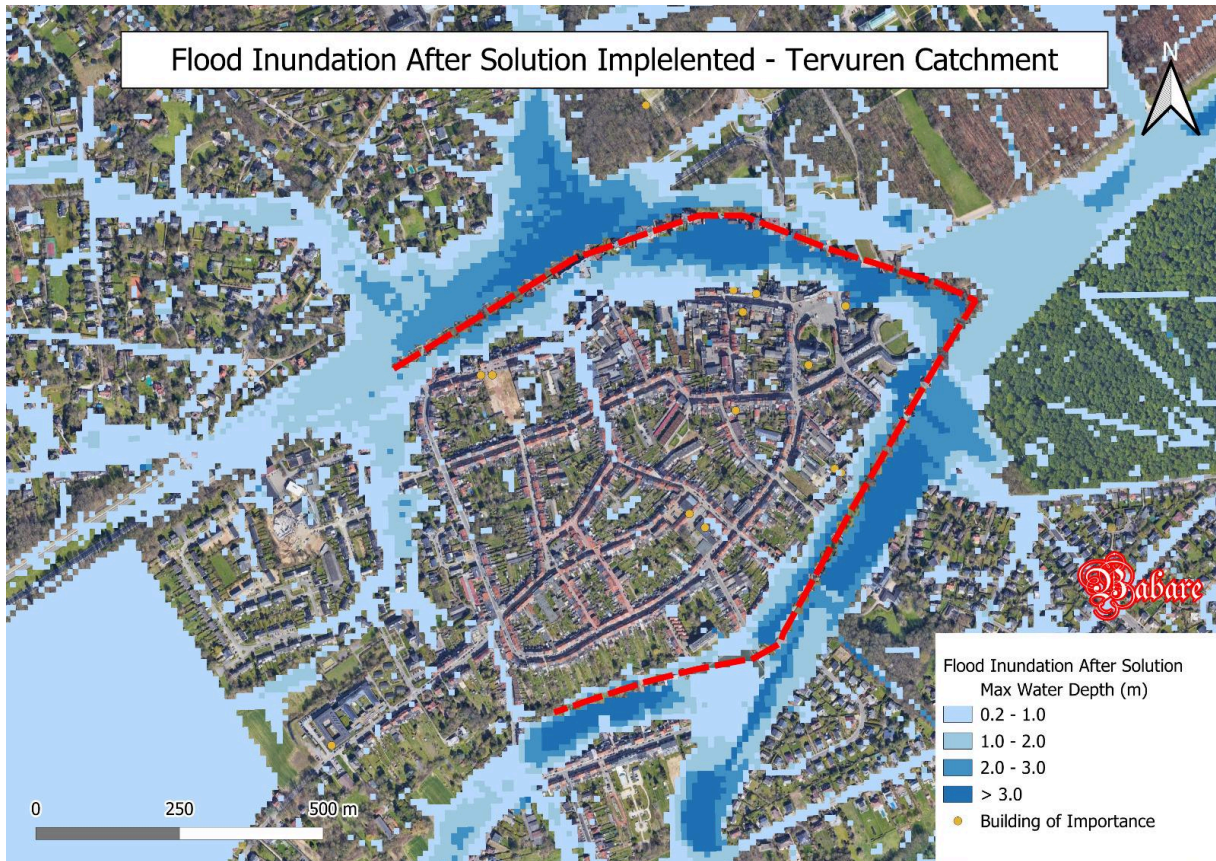 Flood Inundation After Solution Implelented - Tervuren Catchment
N
Babare
Flood Inundation After Solution
Max Water Depth (m)
0.2 - 1.0
1.0 - 2.0
2.0 - 3.0
> 3.0
Building of Importance
0 250 500 m